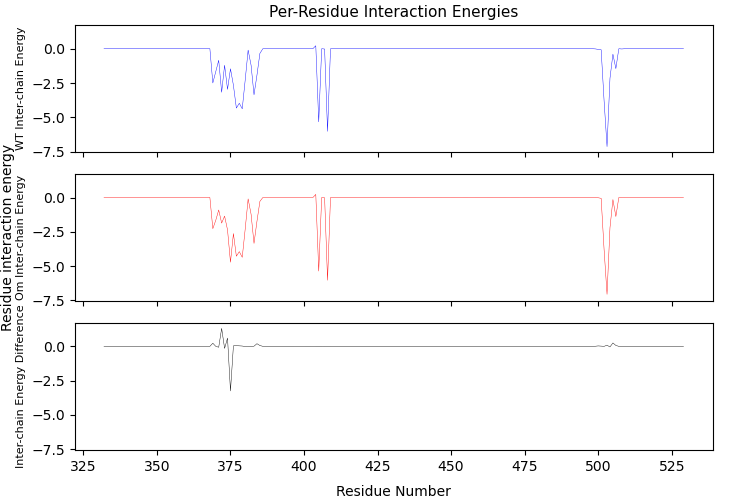 Per-Residue Interaction Energies
Residue interaction energy
WT Inter-chain Energy
0.0
−2.5
−5.0
−7.5
Om Inter-chain Energy
0.0
−2.5
−5.0
−7.5
Inter-chain Energy Difference
0.0
−2.5
−5.0
−7.5
325 350 375 400 425 450 475 500 525
Residue Number